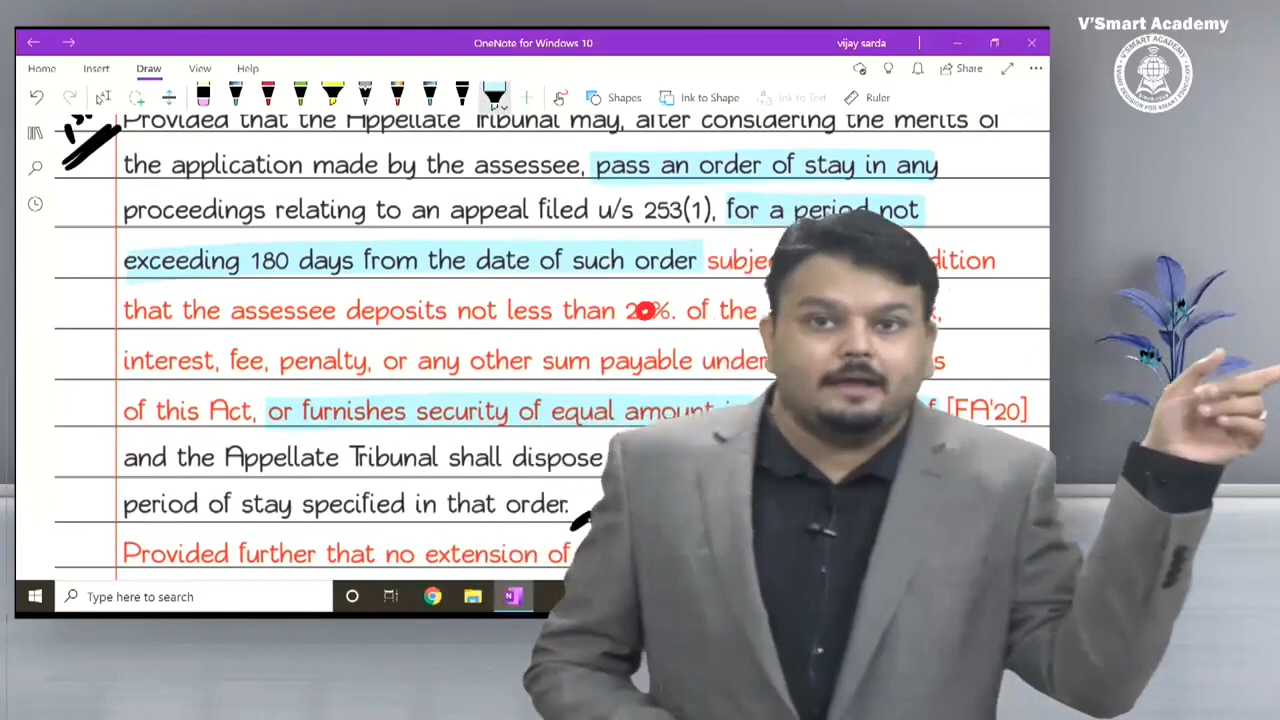 V'Smart Academy
OneNote for Windows 10
vijay sarda
Home Insert Draw View Help
Share
Shapes Ink to Shape Ink to Text Ruler
Provided that the Appellate Tribunal may, after considering the merits of
the application made by the assessee, pass an order of stay in any
proceedings relating to an appeal filed u/s 253(1), for a period not
exceeding 180 days from the date of such order
that the assessee deposits not less than 20%. of the
interest, fee, penalty, or any other sum payable under
of this Act, or furnishes security of equal amount [FA'20]
and the Appellate Tribunal shall dispose
period of stay specified in that order.
Provided further that no extension of
Type here to search